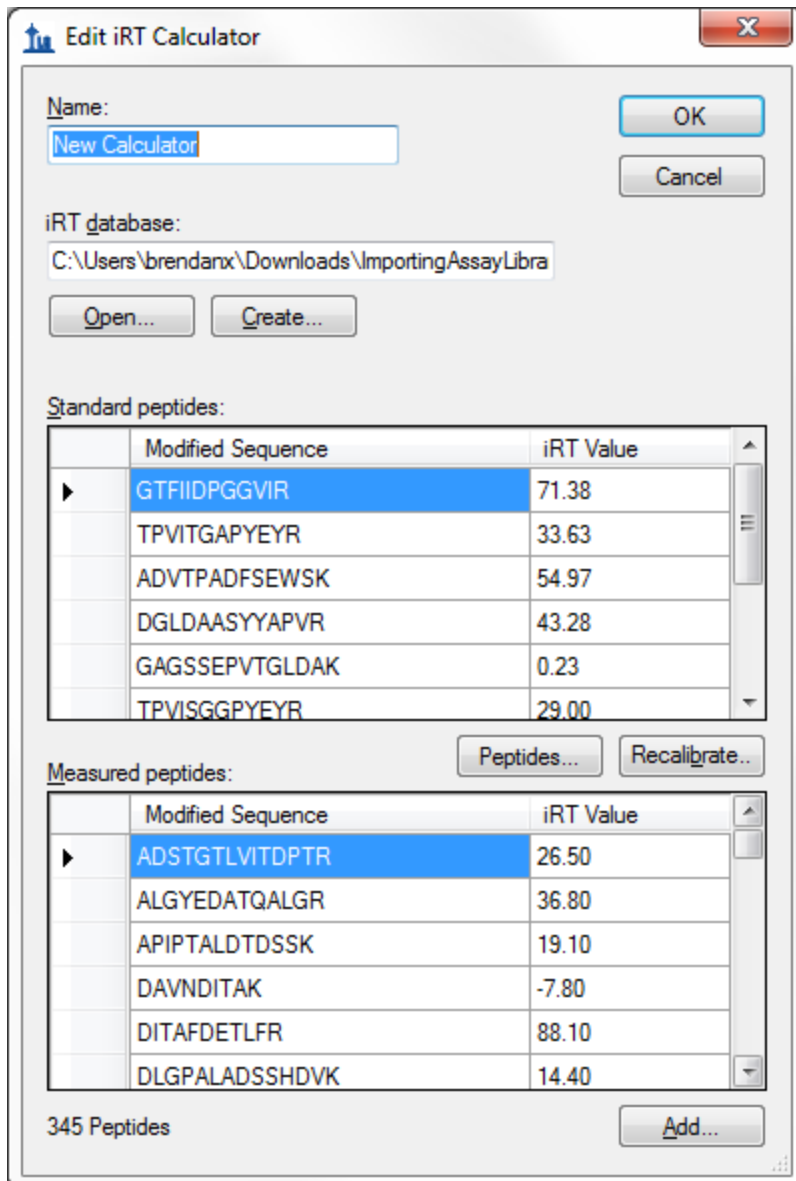 Edit iRT Calculator
Name:
OK
New Calculator
Cancel
iRT database:
C:\Users\brendanx\Downloads\ImportingAssayLibra
Open... Create...
Standard peptides:
Modified Sequence iRT Value
GTFIIDPGGVIR 71.38
TPVITGAPYEYR 33.63
ADVTPADFSEWSK 54.97
DGLDAASYYAPVR 43.28
GAGSSEPVTGLDAK 0.23
TPVISGGPYEYR 29.00
Peptides... Recalibrate..
Measured peptides:
Modified Sequence iRT Value
ADSTGTLVITDPTR 26.50
ALGYEDATQALGR 36.80
APIPTALDTDSSK 19.10
DAVNDITAK -7.80
DITAFDETLFR 88.10
DLGPALADSSHDVK 14.40
345 Peptides Add...